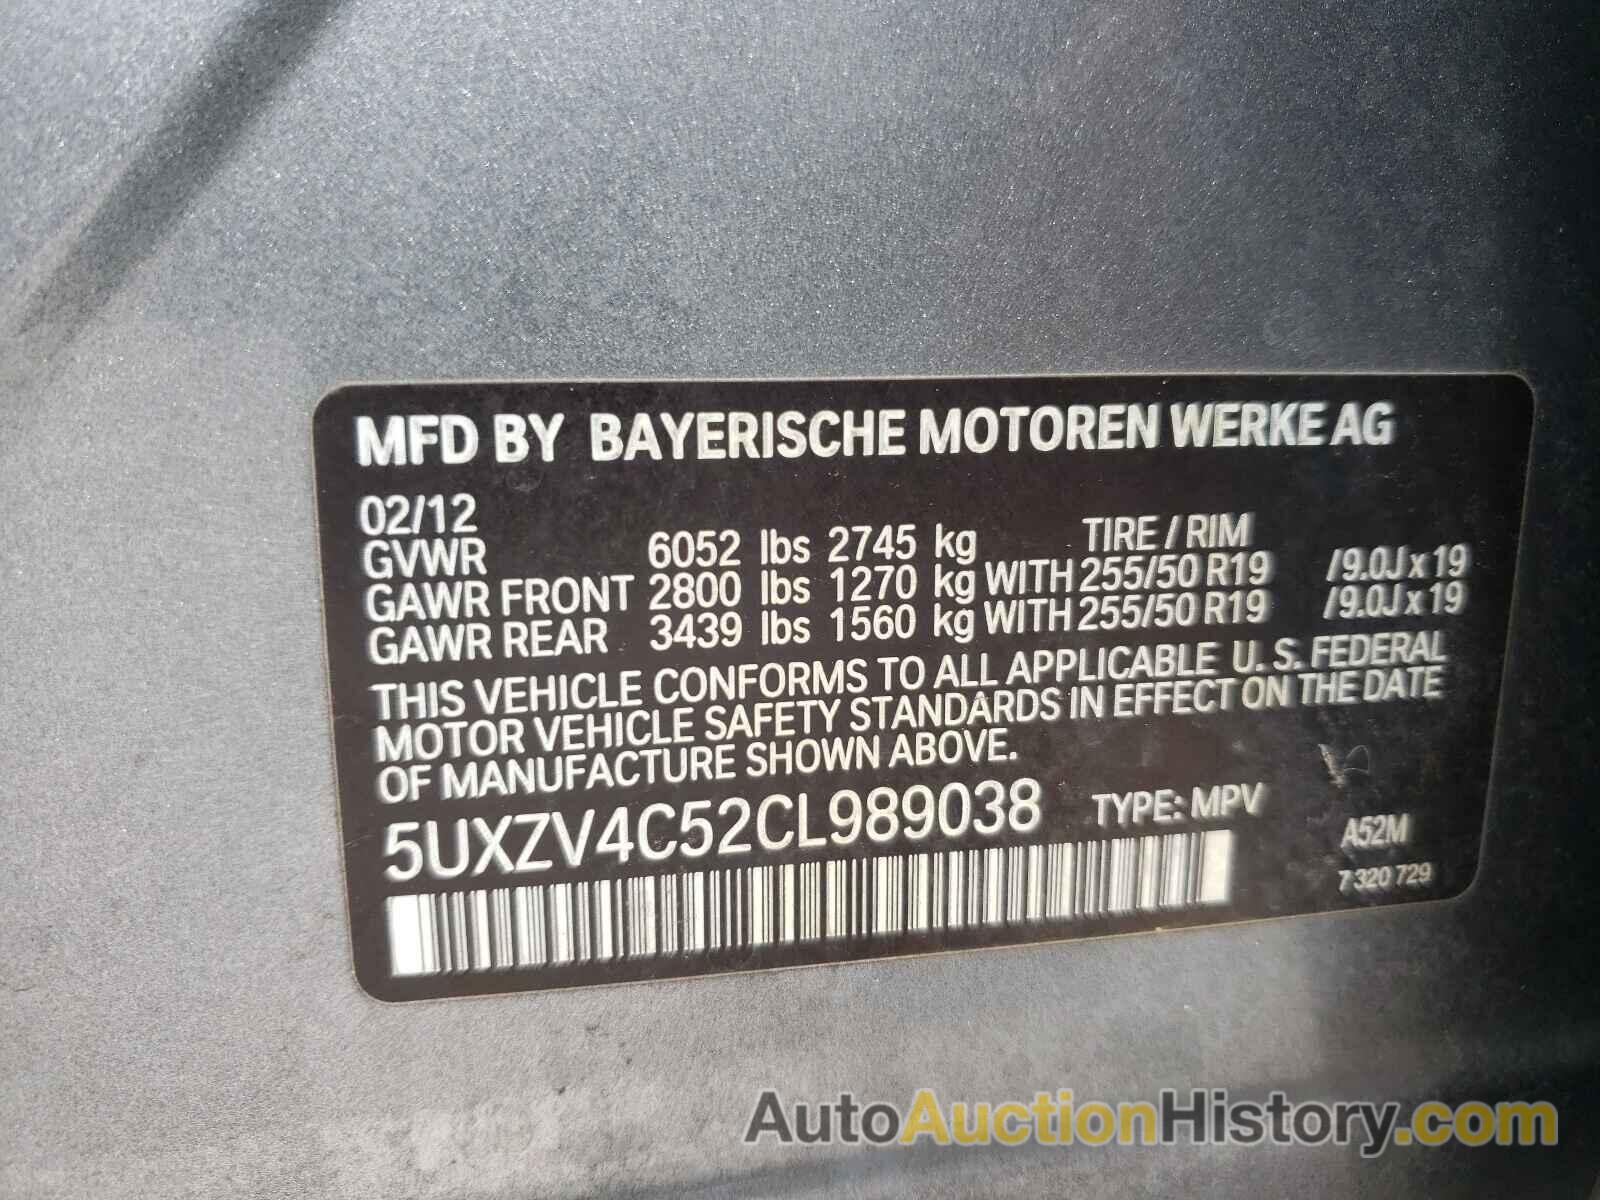 MFD BY BAYERISCHE MOTOREN WERKE AG
02/12
GVWR 6052 lbs 2745 kg TIRE / RIM
GAWR FRONT 2800 lbs 1270 kg WITH 255/50 R19 /9.0J x 19
GAWR REAR 3439 lbs 1560 kg WITH 255/50 R19 /9.0J x 19
THIS VEHICLE CONFORMS TO ALL APPLICABLE U. S. FEDERAL
MOTOR VEHICLE SAFETY STANDARDS IN EFFECT ON THE DATE
OF MANUFACTURE SHOWN ABOVE.
5UXZV4C52CL989038 TYPE: MPV
A52M
7 320 729
AutoAuctionHistory.com